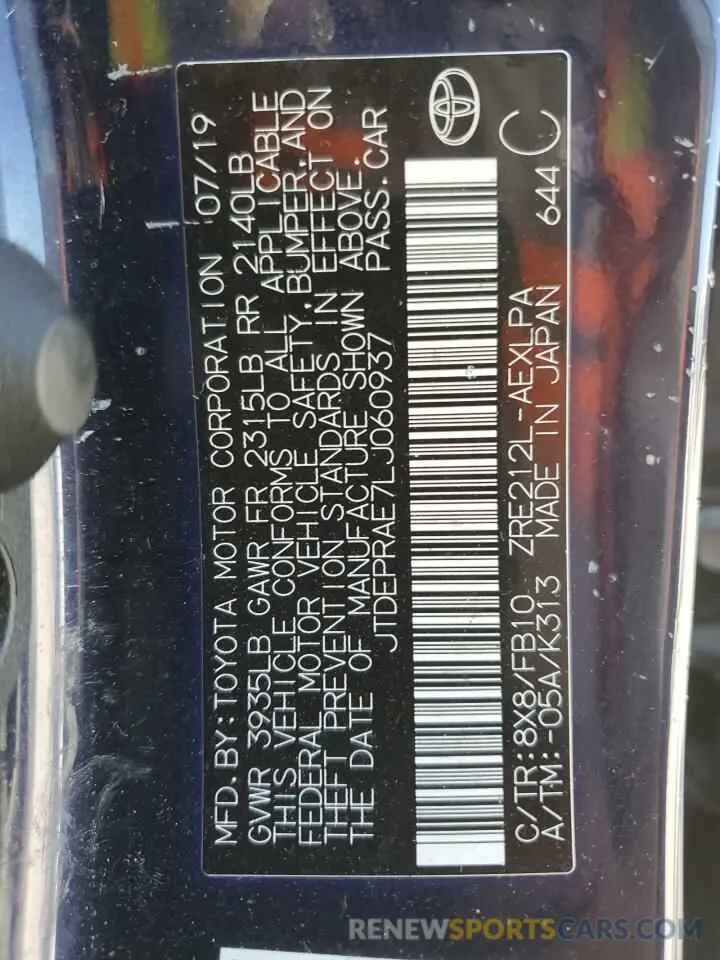 MFD. BY: TOYOTA MOTOR CORPORATION 07/19
GVWR 3935LB GAWR FR 2315LB RR 2140LB
THIS VEHICLE CONFORMS TO ALL APPLICABLE
FEDERAL MOTOR VEHICLE SAFETY, BUMPER, AND
THEFT PREVENTION STANDARDS IN EFFECT ON
THE DATE OF MANUFACTURE SHOWN ABOVE.
JTDEPRAE7LJ060937 PASS. CAR
C/TR: 8X8/FB10 ZRE212L-AEXLPA 644
A/TM: -05A/K313 MADE IN JAPAN C
RENEWSPORTSCARS.COM